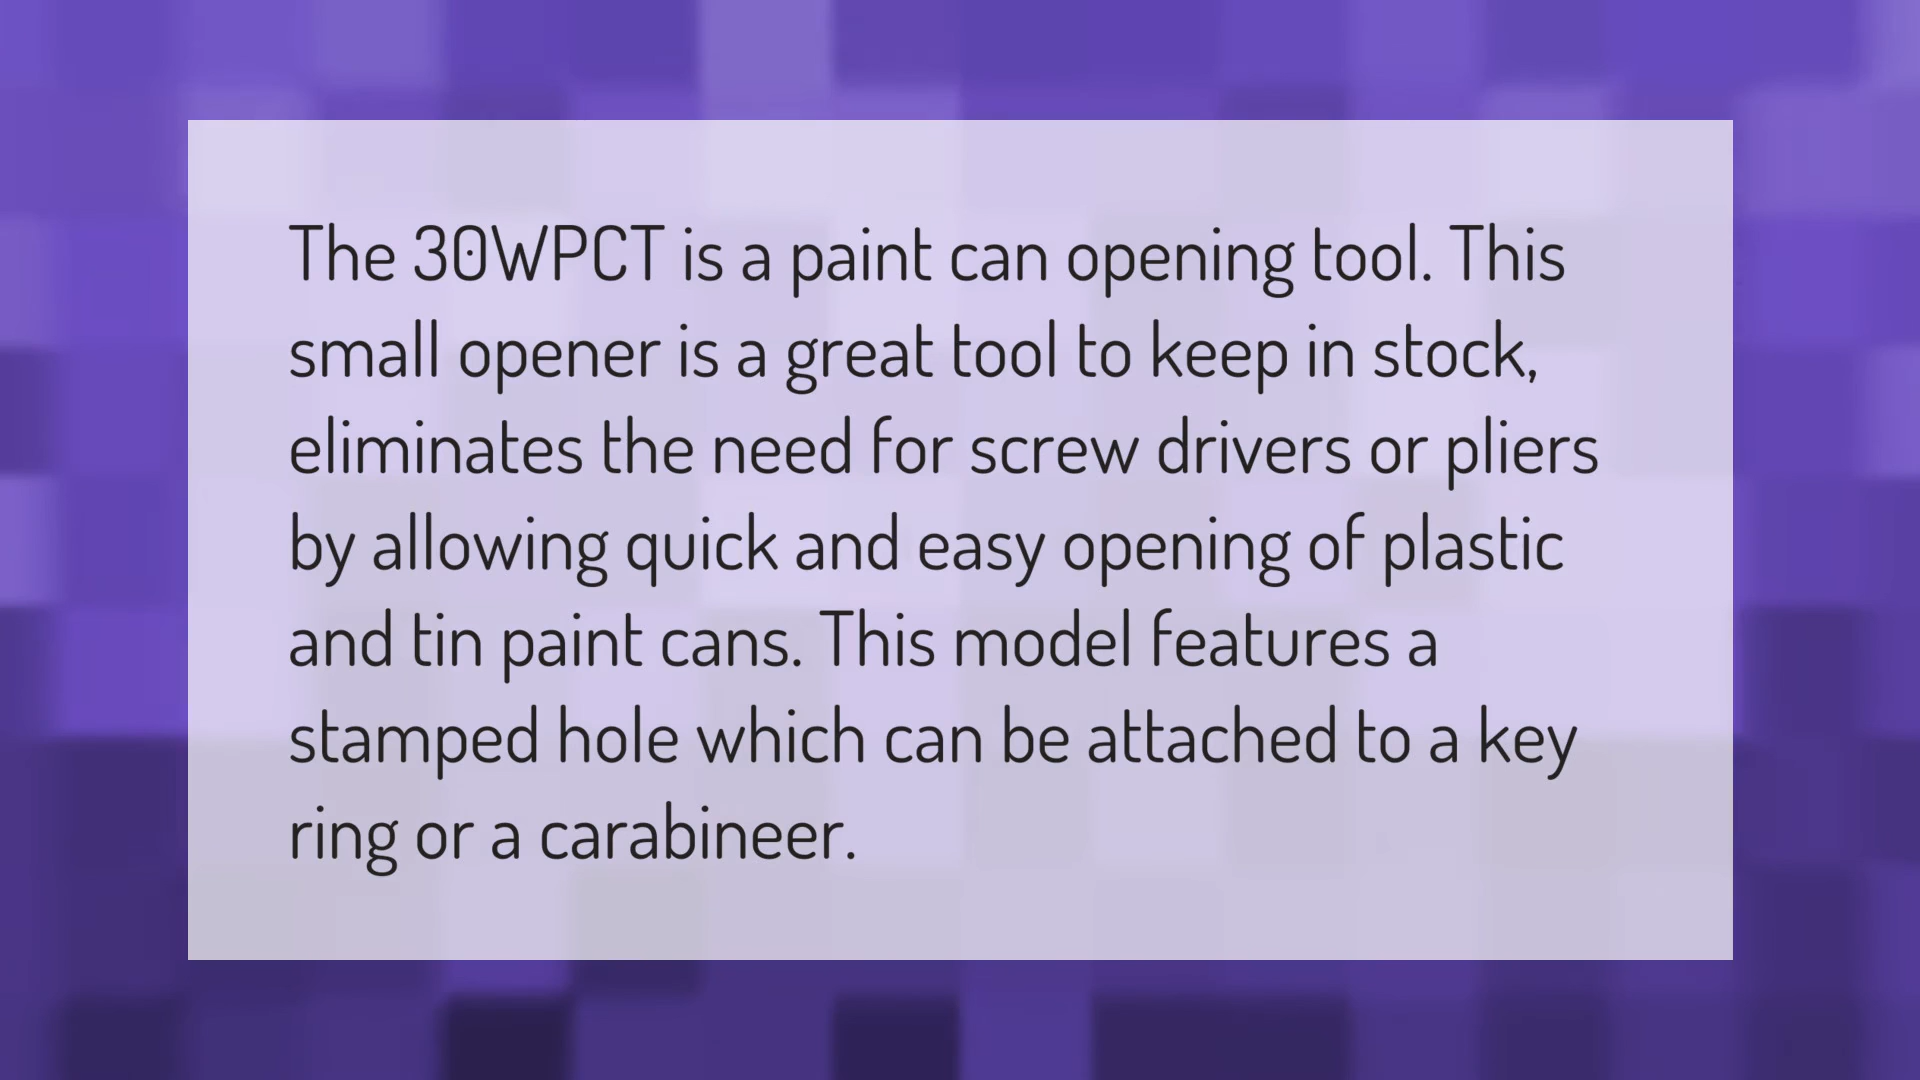 The 30WPCT is a paint can opening tool. This
small opener is a great tool to keep in stock,
eliminates the need for screw drivers or pliers
by allowing quick and easy opening of plastic
and tin paint cans. This model features a
stamped hole which can be attached to a key
ring or a carabineer.